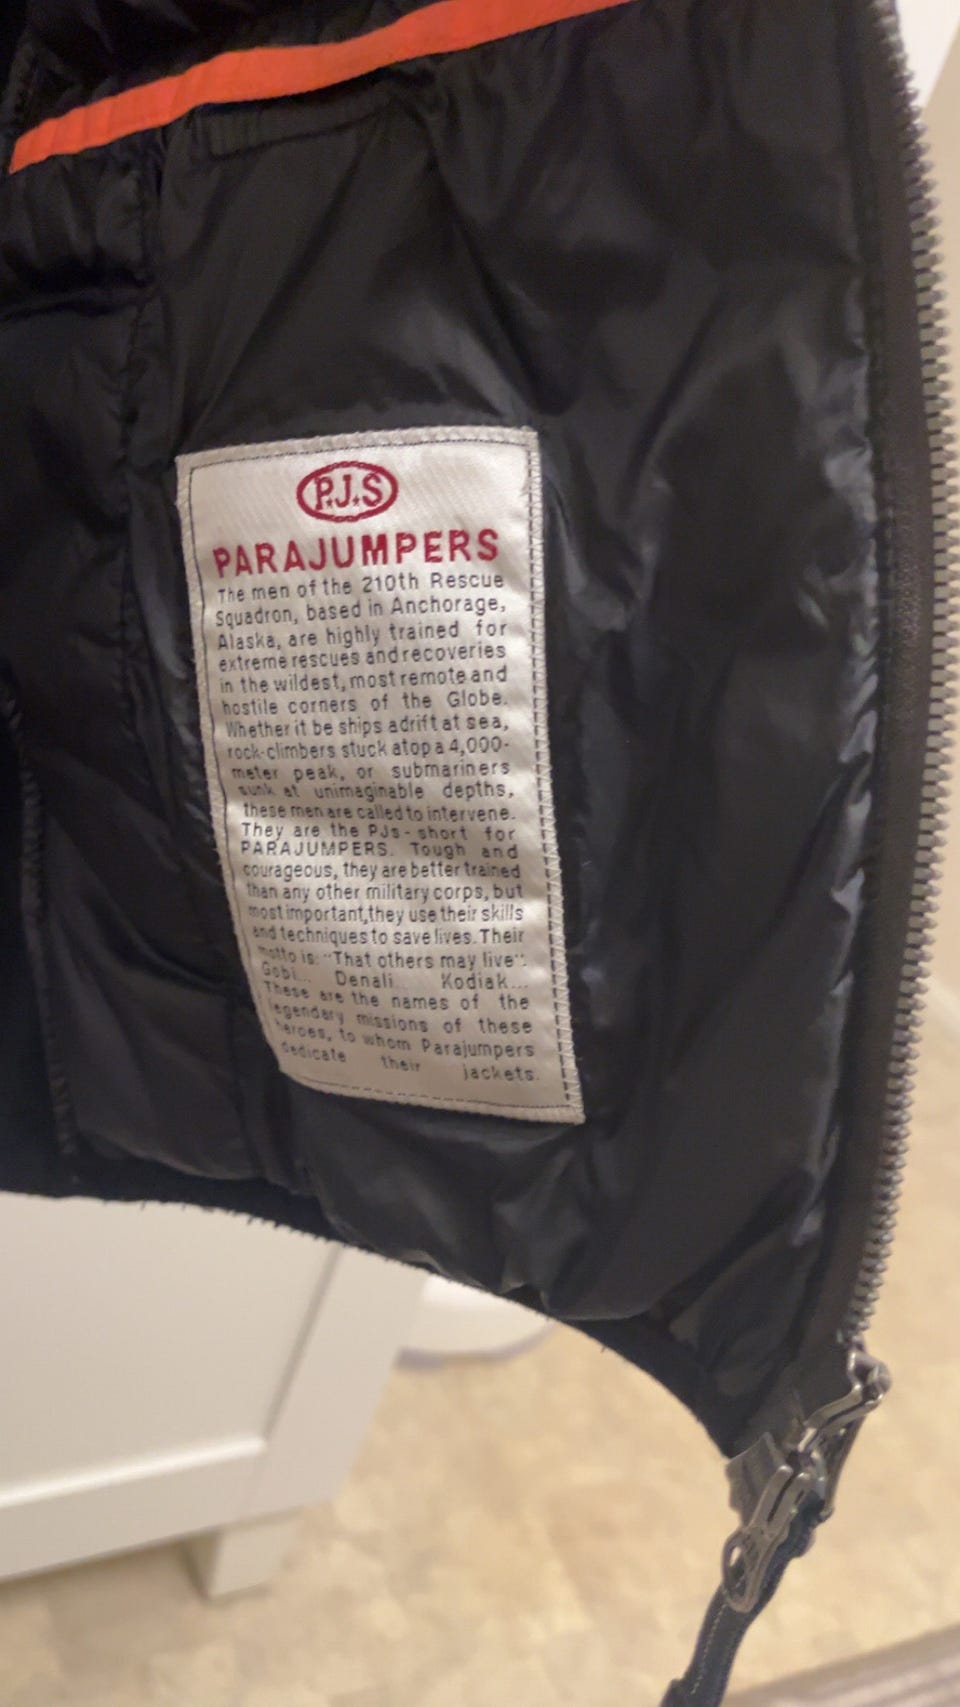 P.J.S
PARAJUMPERS
The men of the 210th Rescue
Squadron, based in Anchorage,
Alaska, are highly trained for
extreme rescues and recoveries
in the wildest, most remote and
hostile corners of the Globe.
Whether it be ships adrift at sea,
rock-climbers stuck atop a 4,000-
meter peak, or submariners
sunk at unimaginable depths,
these men are called to intervene.
They are the PJs - short for
PARAJUMPERS. Tough and
courageous, they are better trained
than any other military corps, but
most important, they use their skills
and techniques to save lives. Their
motto is: "That others may live".
Gobi... Denali... Kodiak...
These are the names of the
legendary missions of these
heroes, to whom Parajumpers
dedicate their jackets.